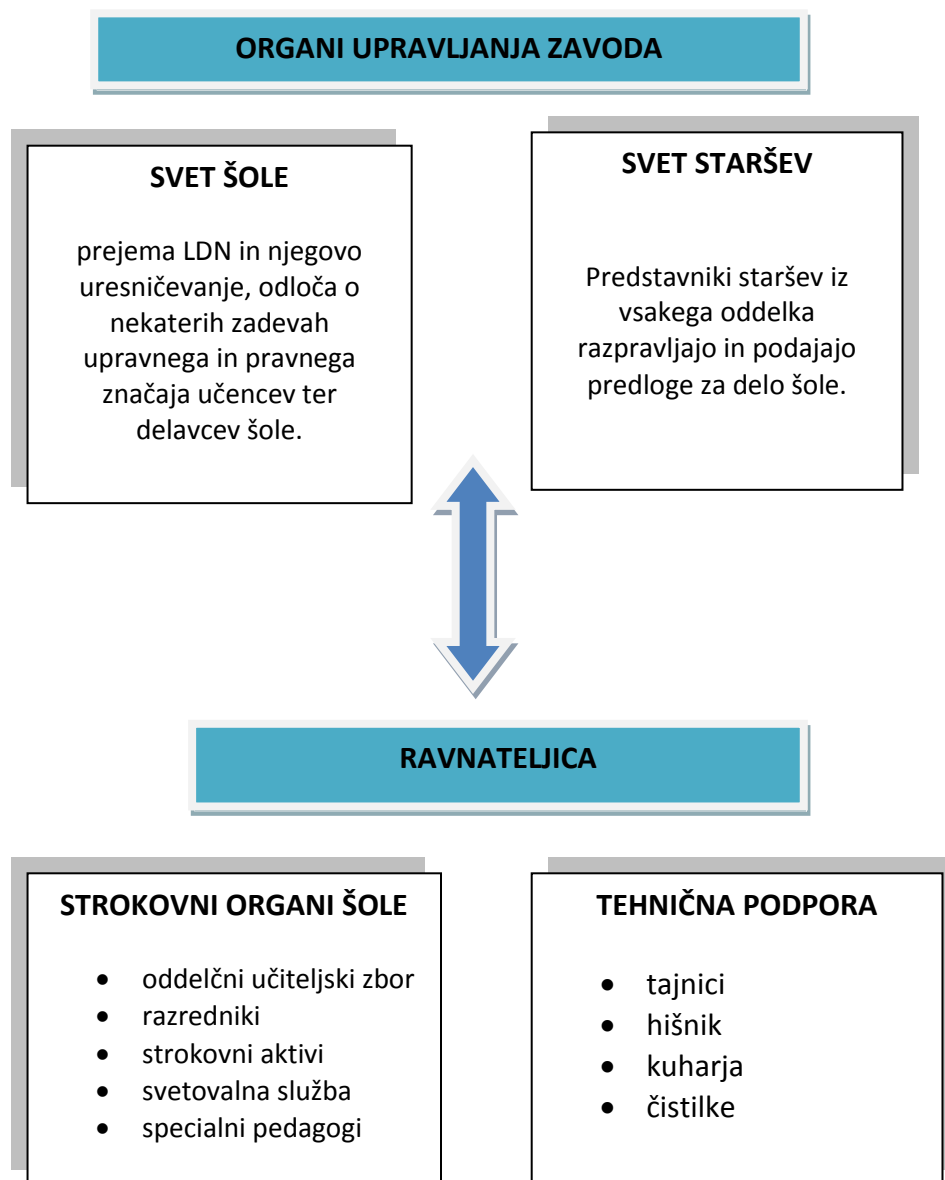 ORGANI UPRAVLJANJA ZAVODA
SVET ŠOLE
prejema LDN in njegovo
uresničevanje, odloča o
nekaterih zadevah
upravnega in pravnega
značaja učencev ter
delavcev šole.
SVET STARŠEV
Predstavniki staršev iz
vsakega oddelka
razpravljajo in podajajo
predloge za delo šole.
RAVNATELJICA
STROKOVNI ORGANI ŠOLE
• oddelčni učiteljski zbor
• razredniki
• strokovni aktivi
• svetovalna služba
• specialni pedagogi
TEHNIČNA PODPORA
• tajnici
• hišnik
• kuharja
• čistilke